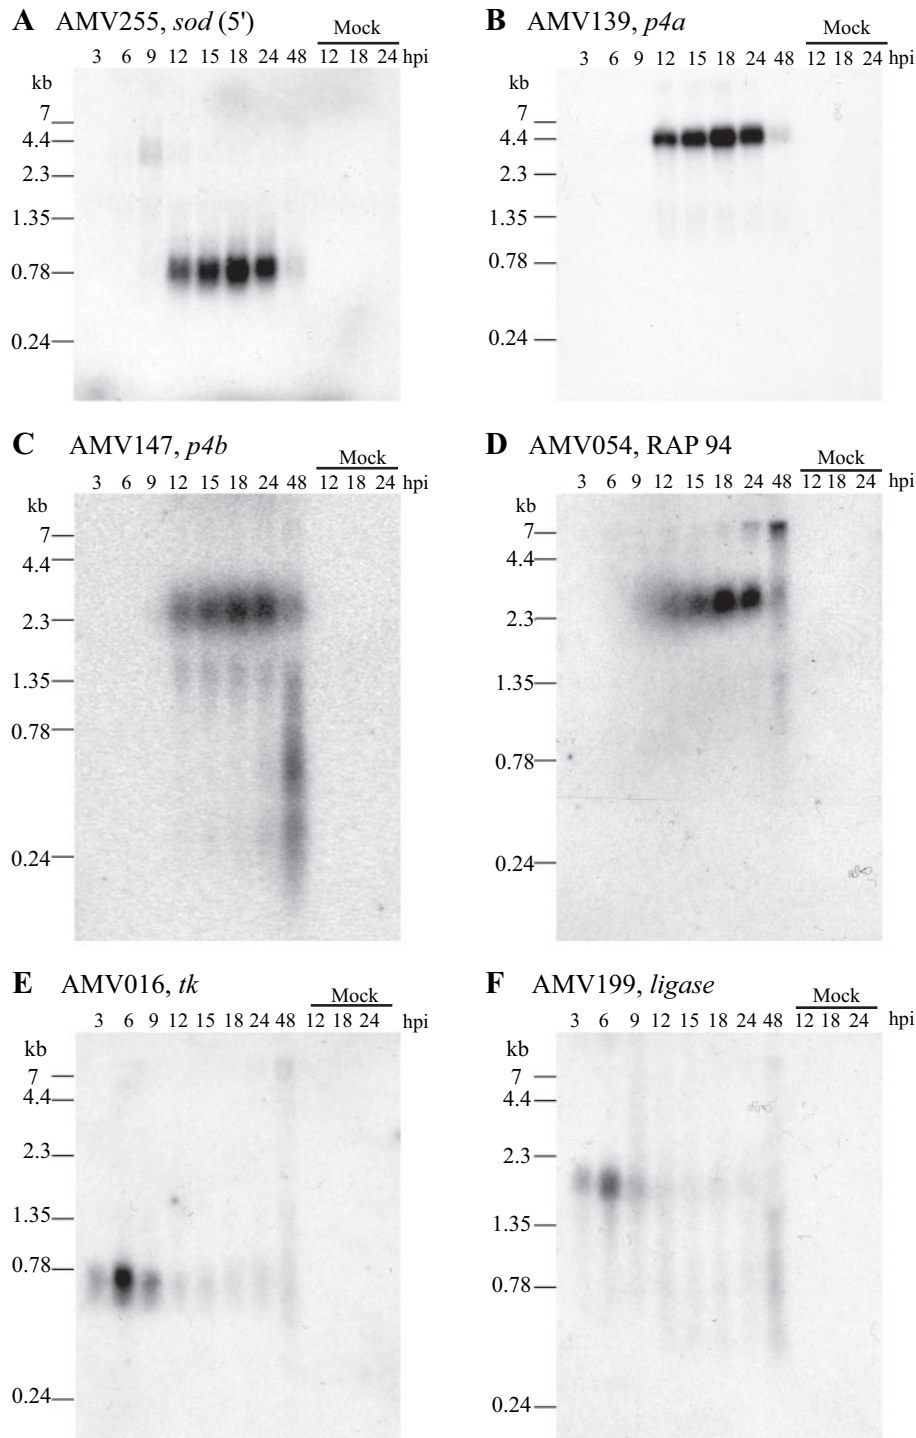 A AMV255, sod (5')
Mock
3 6 9 12 15 18 24 48 12 18 24 hpi
kb
7
4.4
2.3
1.35
0.78
0.24
B AMV139, p4a
Mock
3 6 9 12 15 18 24 48 12 18 24 hpi
kb
7
4.4
2.3
1.35
0.78
0.24
C AMV147, p4b
Mock
3 6 9 12 15 18 24 48 12 18 24 hpi
kb
7
4.4
2.3
1.35
0.78
0.24
D AMV054, RAP 94
Mock
3 6 9 12 15 18 24 48 12 18 24 hpi
kb
7
4.4
2.3
1.35
0.78
0.24
E AMV016, tk
Mock
3 6 9 12 15 18 24 48 12 18 24 hpi
kb
7
4.4
2.3
1.35
0.78
0.24
F AMV199, ligase
Mock
3 6 9 12 15 18 24 48 12 18 24 hpi
kb
7
4.4
2.3
1.35
0.78
0.24